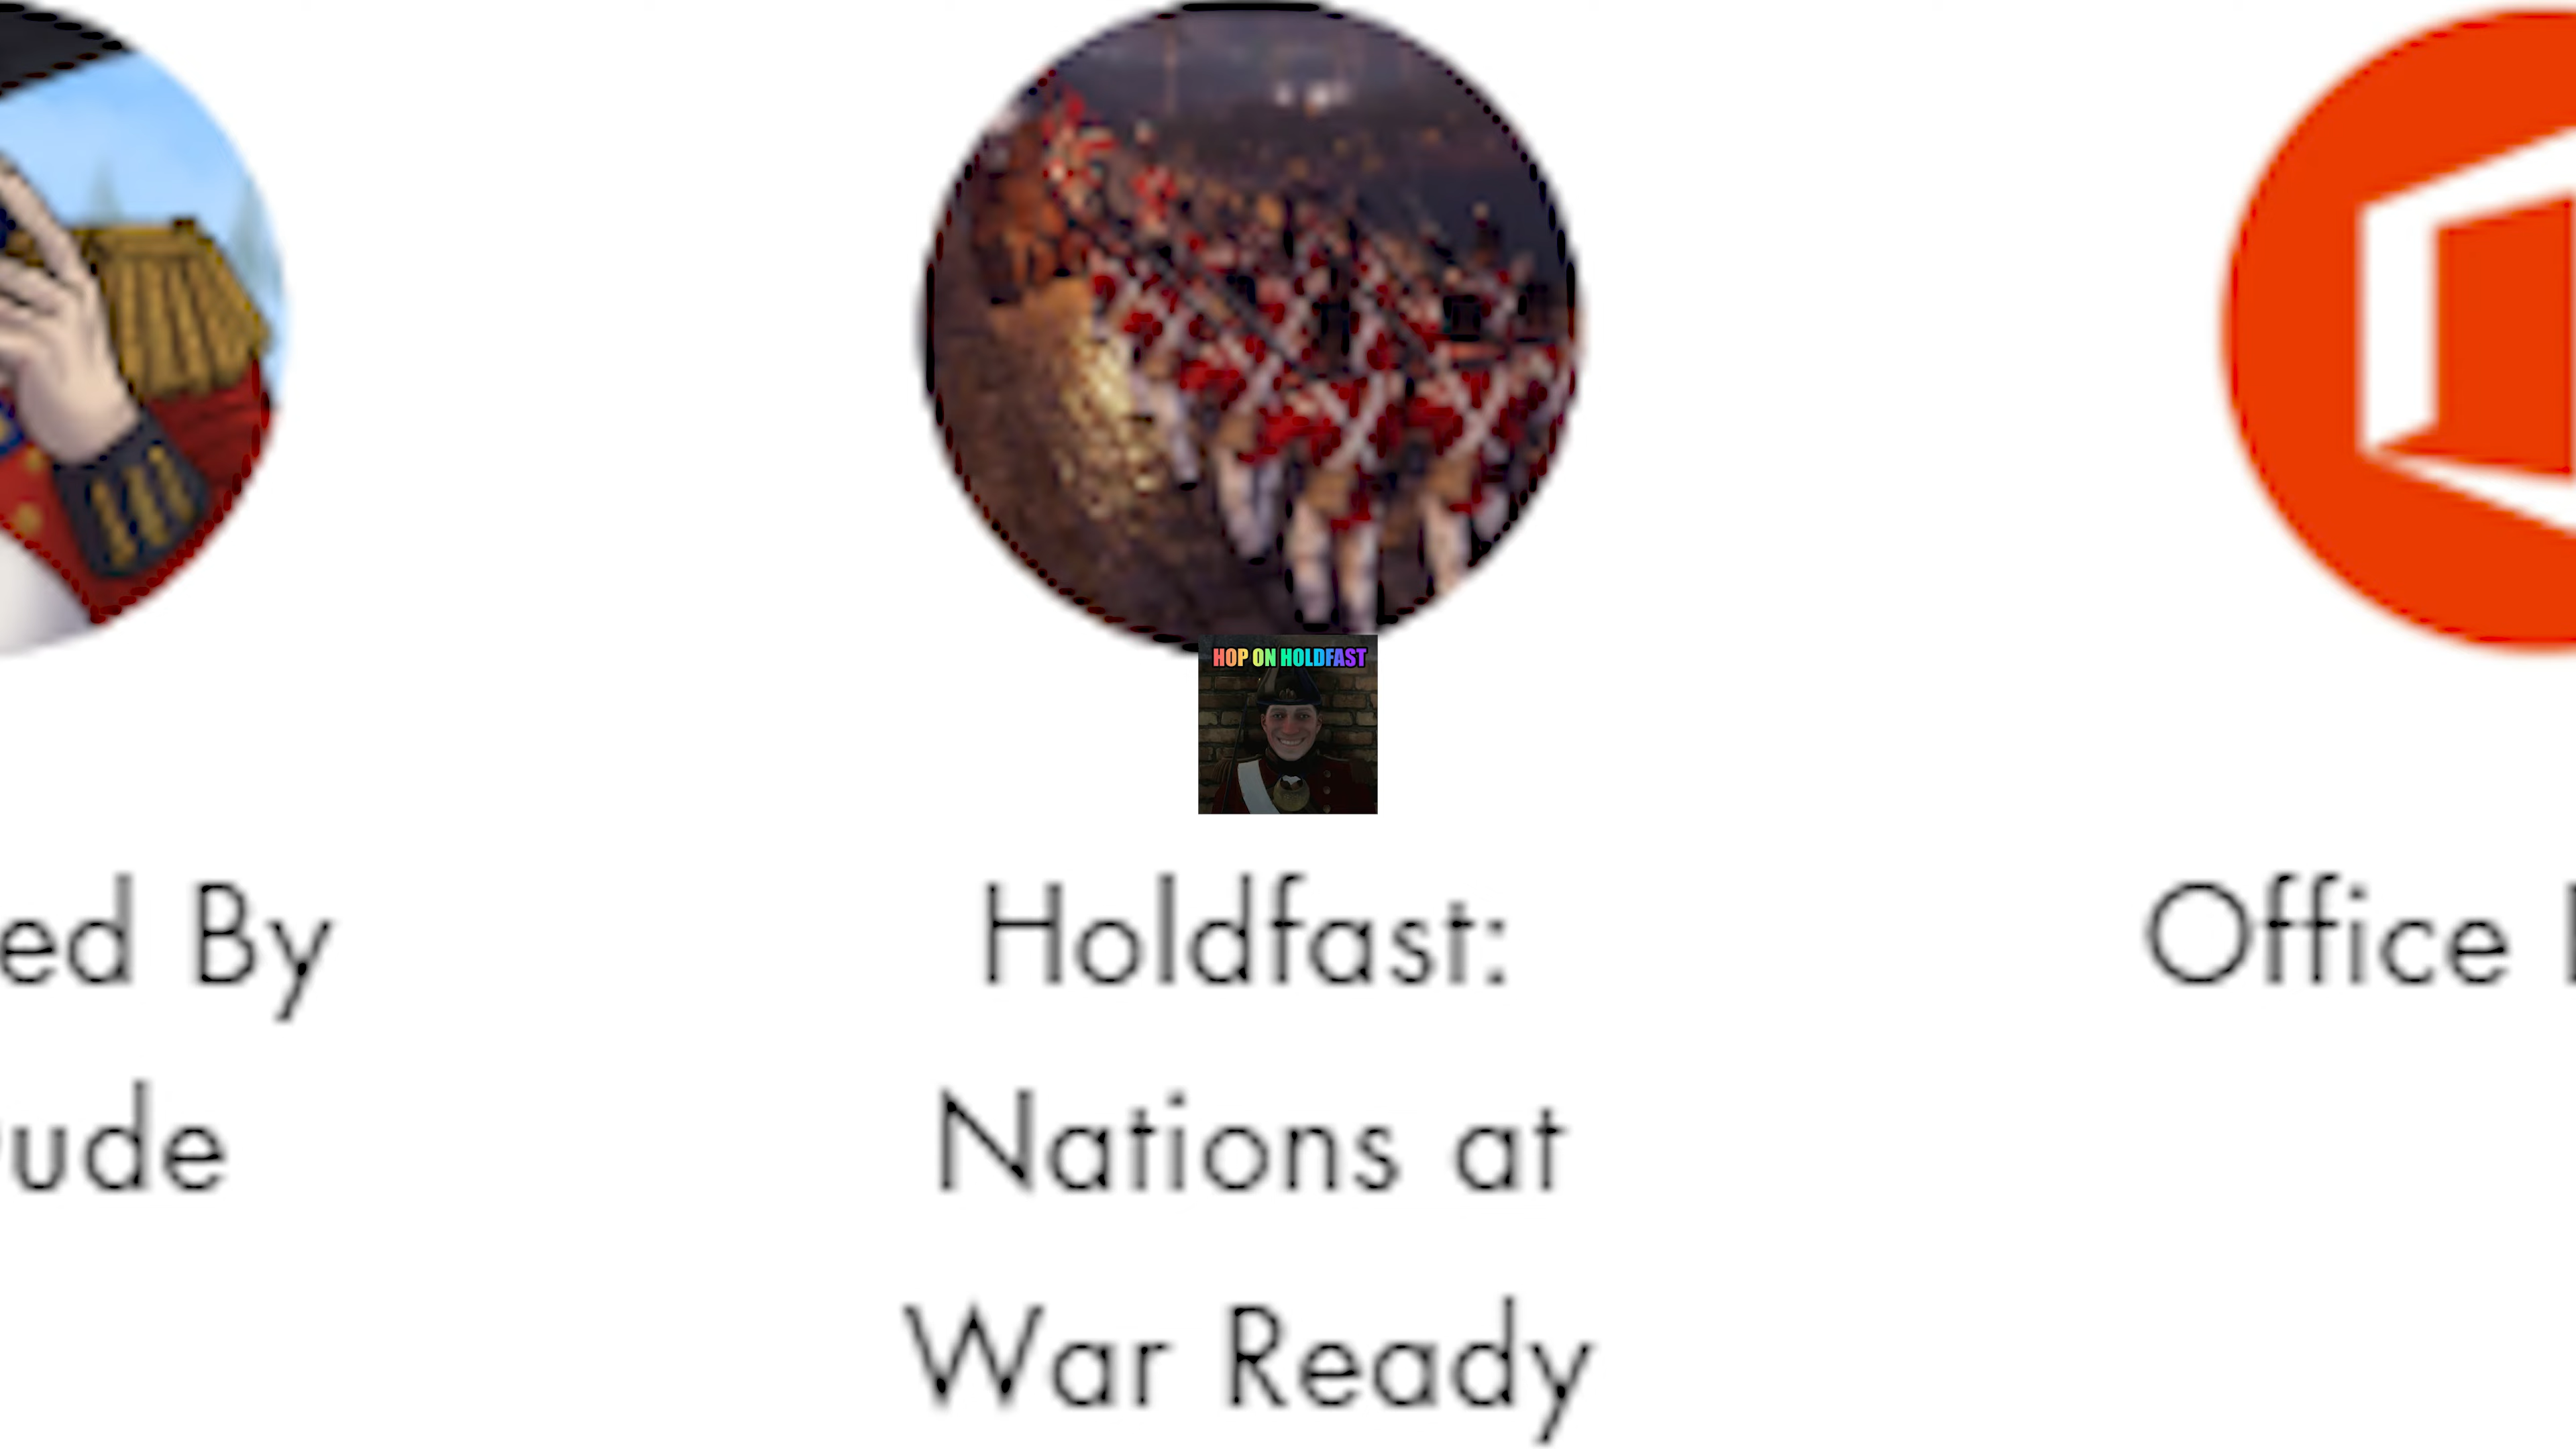 HOP ON HOLDFAST
ed By
ude
Holdfast:
Nations at
War Ready
Office